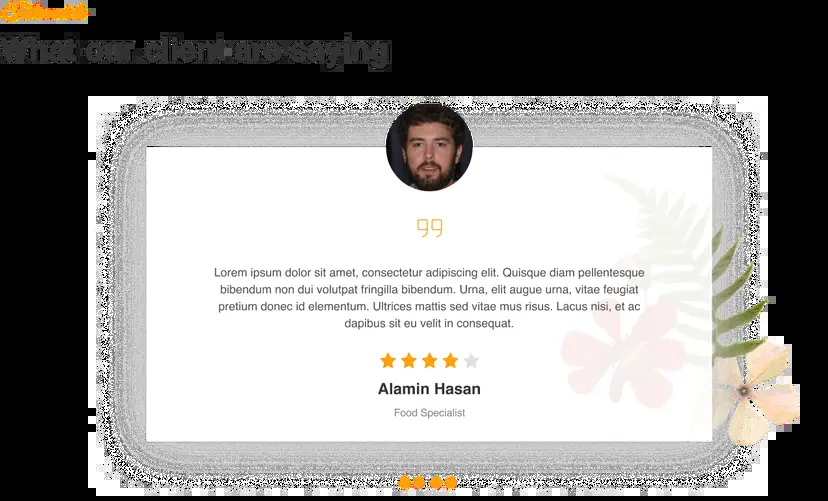 Testimonials
What our client are saying
Lorem ipsum dolor sit amet, consectetur adipiscing elit. Quisque diam pellentesque
bibendum non dui volutpat fringilla bibendum. Urna, elit augue urna, vitae feugiat
pretium donec id elementum. Ultrices mattis sed vitae mus risus. Lacus nisi, et ac
dapibus sit eu velit in consequat.
Alamin Hasan
Food Specialist